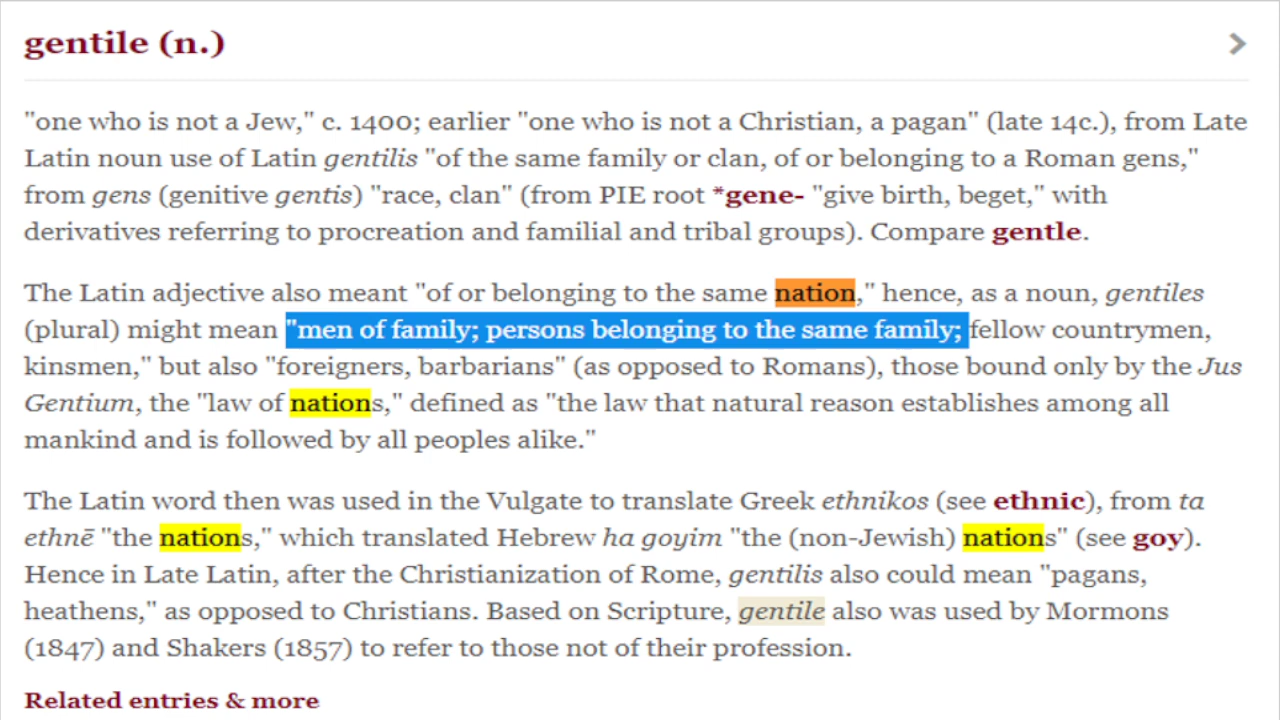 gentile (n.)
"one who is not a Jew," c. 1400; earlier "one who is not a Christian, a pagan" (late 14c.), from Late
Latin noun use of Latin gentilis "of the same family or clan, of or belonging to a Roman gens,"
from gens (genitive gentis) "race, clan" (from PIE root *gene- "give birth, beget," with
derivatives referring to procreation and familial and tribal groups). Compare gentle.
The Latin adjective also meant "of or belonging to the same nation," hence, as a noun, gentiles
(plural) might mean "men of family; persons belonging to the same family; fellow countrymen,
kinsmen," but also "foreigners, barbarians" (as opposed to Romans), those bound only by the Jus
Gentium, the "law of nations," defined as "the law that natural reason establishes among all
mankind and is followed by all peoples alike."
The Latin word then was used in the Vulgate to translate Greek ethnikos (see ethnic), from ta
ethnē "the nations," which translated Hebrew ha goyim "the (non-Jewish) nations" (see goy).
Hence in Late Latin, after the Christianization of Rome, gentilis also could mean "pagans,
heathens," as opposed to Christians. Based on Scripture, gentile also was used by Mormons
(1847) and Shakers (1857) to refer to those not of their profession.
Related entries & more